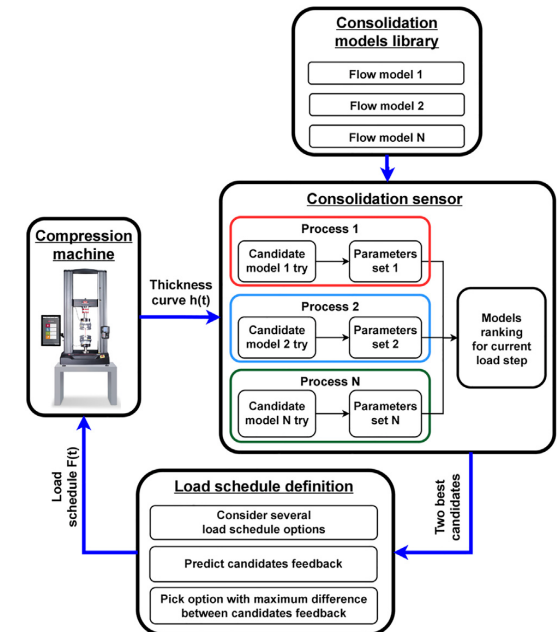 Consolidation
models library
Flow model 1
Flow model 2
Flow model N
Consolidation sensor
Process 1
Candidate
model 1 try
Parameters
set 1
Process 2
Candidate
model 2 try
Parameters
set 2
Process N
Candidate
model N try
Parameters
set N
Models
ranking
for current
load step
Compression
machine
Thickness
curve h(t)
Load
schedule F(t)
Two best
candidates
Load schedule definition
Consider several
load schedule options
Predict candidates feedback
Pick option with maximum difference
between candidates feedback